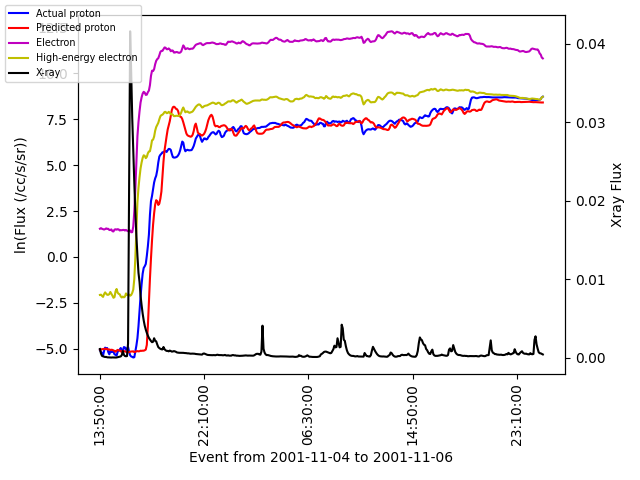 Actual proton
Predicted proton
Electron
High-energy electron
X-ray
7.5
5.0
2.5
0.0
−2.5
−5.0
ln(Flux (/cc/s/sr))
0.04
0.03
0.02
0.01
0.00
Xray Flux
13:50:00
22:10:00
06:30:00
14:50:00
23:10:00
Event from 2001-11-04 to 2001-11-06